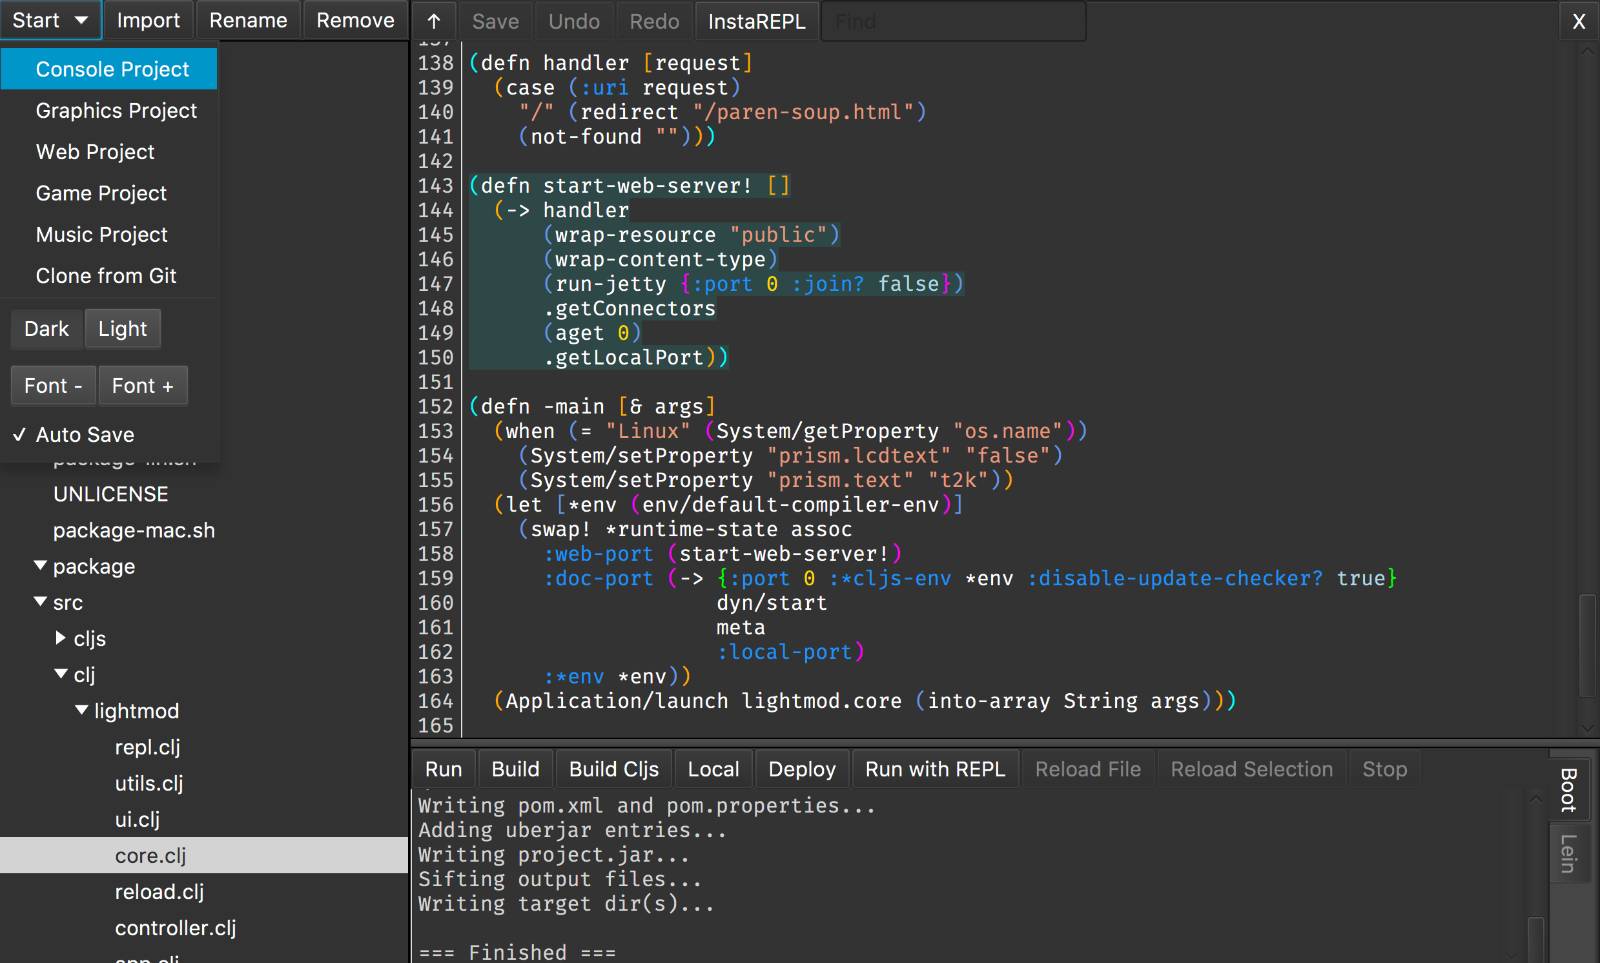 Start Import Rename Remove ↑ Save Undo Redo InstaREPL Find X
Console Project
Graphics Project
Web Project
Game Project
Music Project
Clone from Git
Dark Light
Font - Font +
✓ Auto Save
UNLICENSE
package-mac.sh
package
src
cljs
clj
lightmod
repl.clj
utils.clj
ui.clj
core.clj
reload.clj
controller.clj
138 (defn handler [request]
139   (case (:uri request)
140     "/" (redirect "/paren-soup.html")
141     (not-found "")))
142
143 (defn start-web-server! []
144   (-> handler
145       (wrap-resource "public")
146       (wrap-content-type)
147       (run-jetty {:port 0 :join? false})
148       .getConnectors
149       (aget 0)
150       .getLocalPort))
151
152 (defn -main [& args]
153   (when (= "Linux" (System/getProperty "os.name"))
154     (System/setProperty "prism.lcdtext" "false")
155     (System/setProperty "prism.text" "t2k"))
156   (let [*env (env/default-compiler-env)]
157     (swap! *runtime-state assoc
158       :web-port (start-web-server!)
159       :doc-port (-> {:port 0 :*cljs-env *env :disable-update-checker? true}
160                     dyn/start
161                     meta
162                     :local-port)
163       :*env *env))
164   (Application/launch lightmod.core (into-array String args)))
165
Run Build Build Cljs Local Deploy Run with REPL Reload File Reload Selection Stop
Writing pom.xml and pom.properties...
Adding uberjar entries...
Writing project.jar...
Sifting output files...
Writing target dir(s)...
=== Finished ===
Boot
Lein